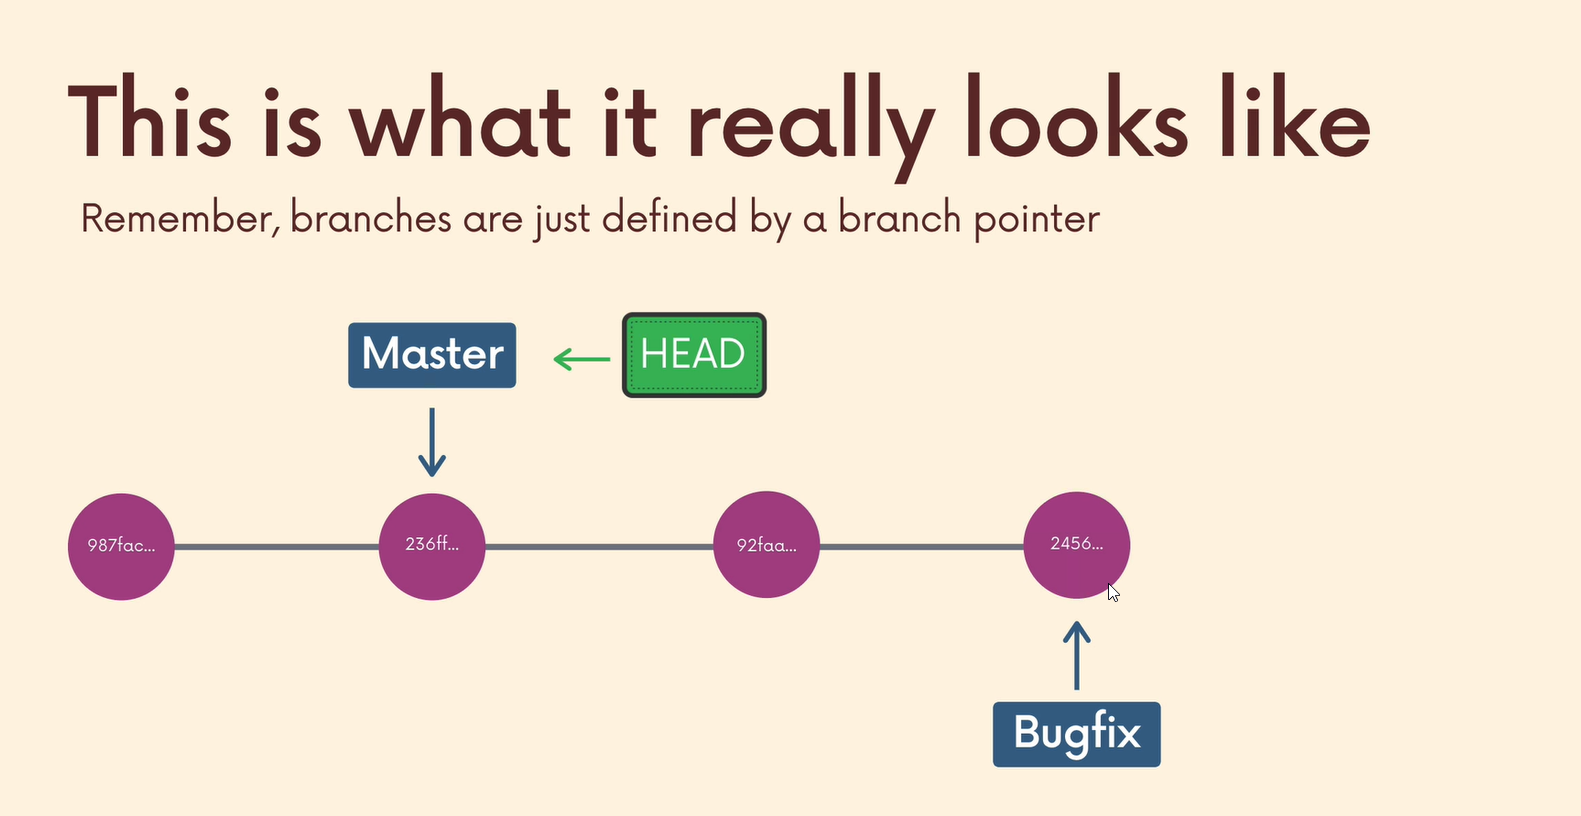 This is what it really looks like
Remember, branches are just defined by a branch pointer
Master
HEAD
987fac...
236ff...
92faa...
2456...
Bugfix